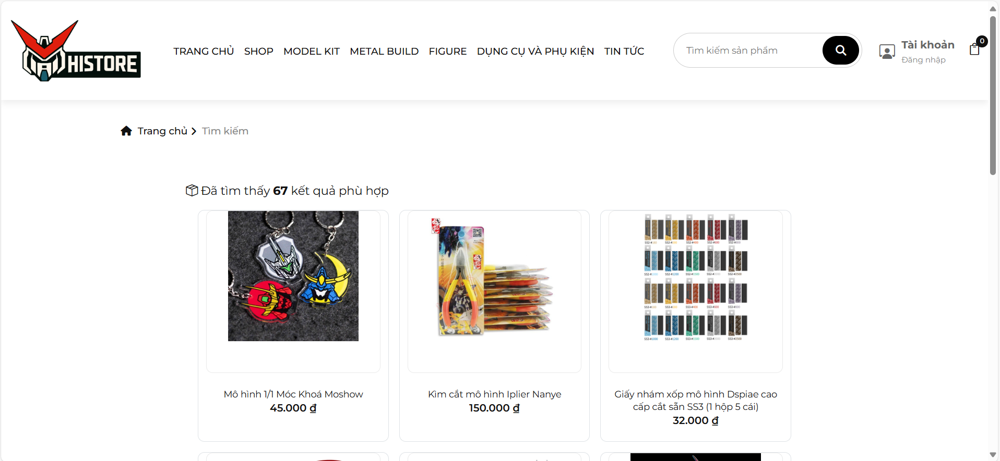 HISTORE
TRANG CHỦ SHOP MODEL KIT METAL BUILD FIGURE DỤNG CỤ VÀ PHỤ KIỆN TIN TỨC
Tìm kiếm sản phẩm
Tài khoản
Đăng nhập
0
Trang chủ Tìm kiếm
Đã tìm thấy 67 kết quả phù hợp
Mô hình 1/1 Móc Khoá Moshow
45.000 ₫
Kìm cắt mô hình Iplier Nanye
150.000 ₫
Giấy nhám xốp mô hình Dspiae cao
cấp cắt sẵn SS3 (1 hộp 5 cái)
32.000 ₫